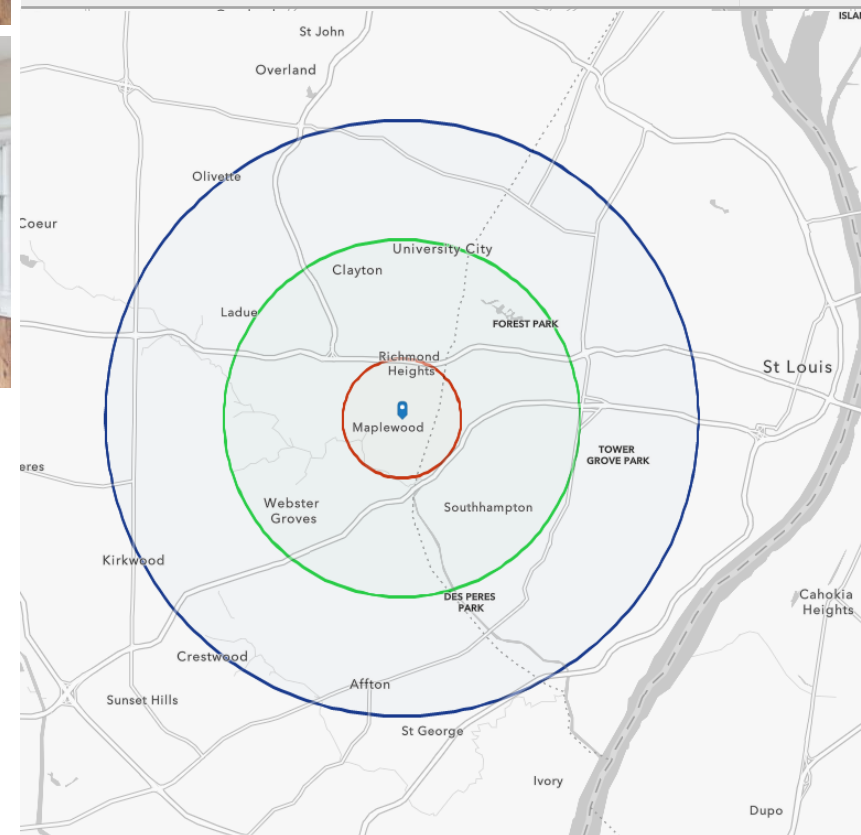 ISLA
St John
Overland
Olivette
Coeur
University City
Clayton
Ladue
FOREST PARK
Richmond
Heights
St Louis
Maplewood
TOWER
GROVE PARK
eres
Webster
Groves
Southhampton
Kirkwood
DES PERES
PARK
Cahokia
Heights
Crestwood
Affton
Sunset Hills
St George
Ivory
Dupo